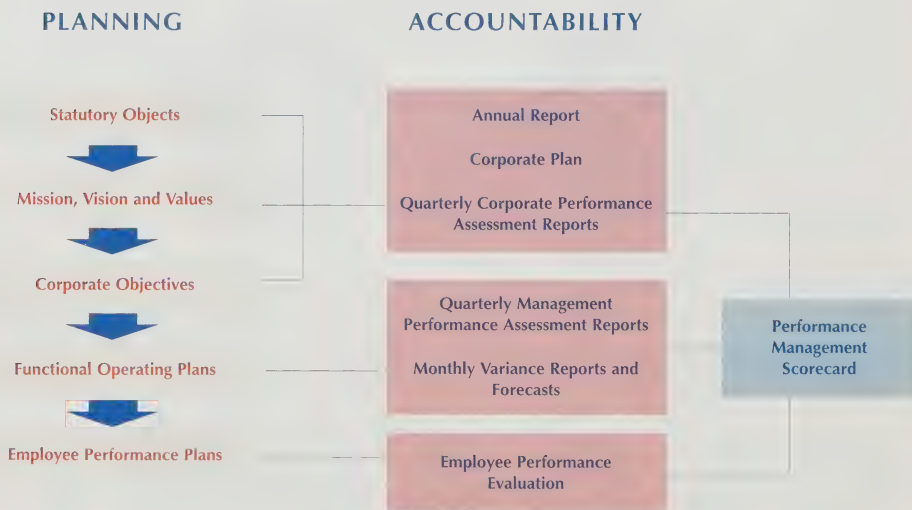 PLANNING
ACCOUNTABILITY
Statutory Objects
Mission, Vision and Values
Corporate Objectives
Functional Operating Plans
Employee Performance Plans
Annual Report
Corporate Plan
Quarterly Corporate Performance
Assessment Reports
Quarterly Management
Performance Assessment Reports
Monthly Variance Reports and
Forecasts
Employee Performance
Evaluation
Performance
Management
Scorecard